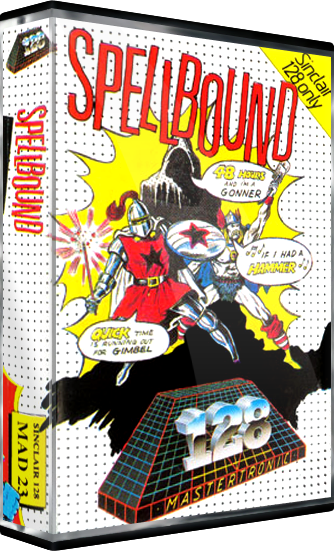 SPELLBOUND
Sinclair
128 only
48 HOURS
AND I'M A
GONNER
"IF I HAD A
HAMMER"
QUICK TIME
IS RUNNING OUT
FOR GIMBEL
128
MASTERTRONIC
SPELLBOUND
SINCLAIR 128
MAD 23